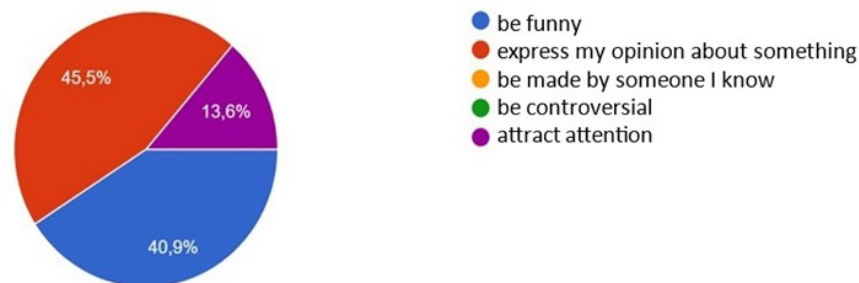 be funny
express my opinion about something
be made by someone I know
be controversial
attract attention
45,5%
13,6%
40,9%